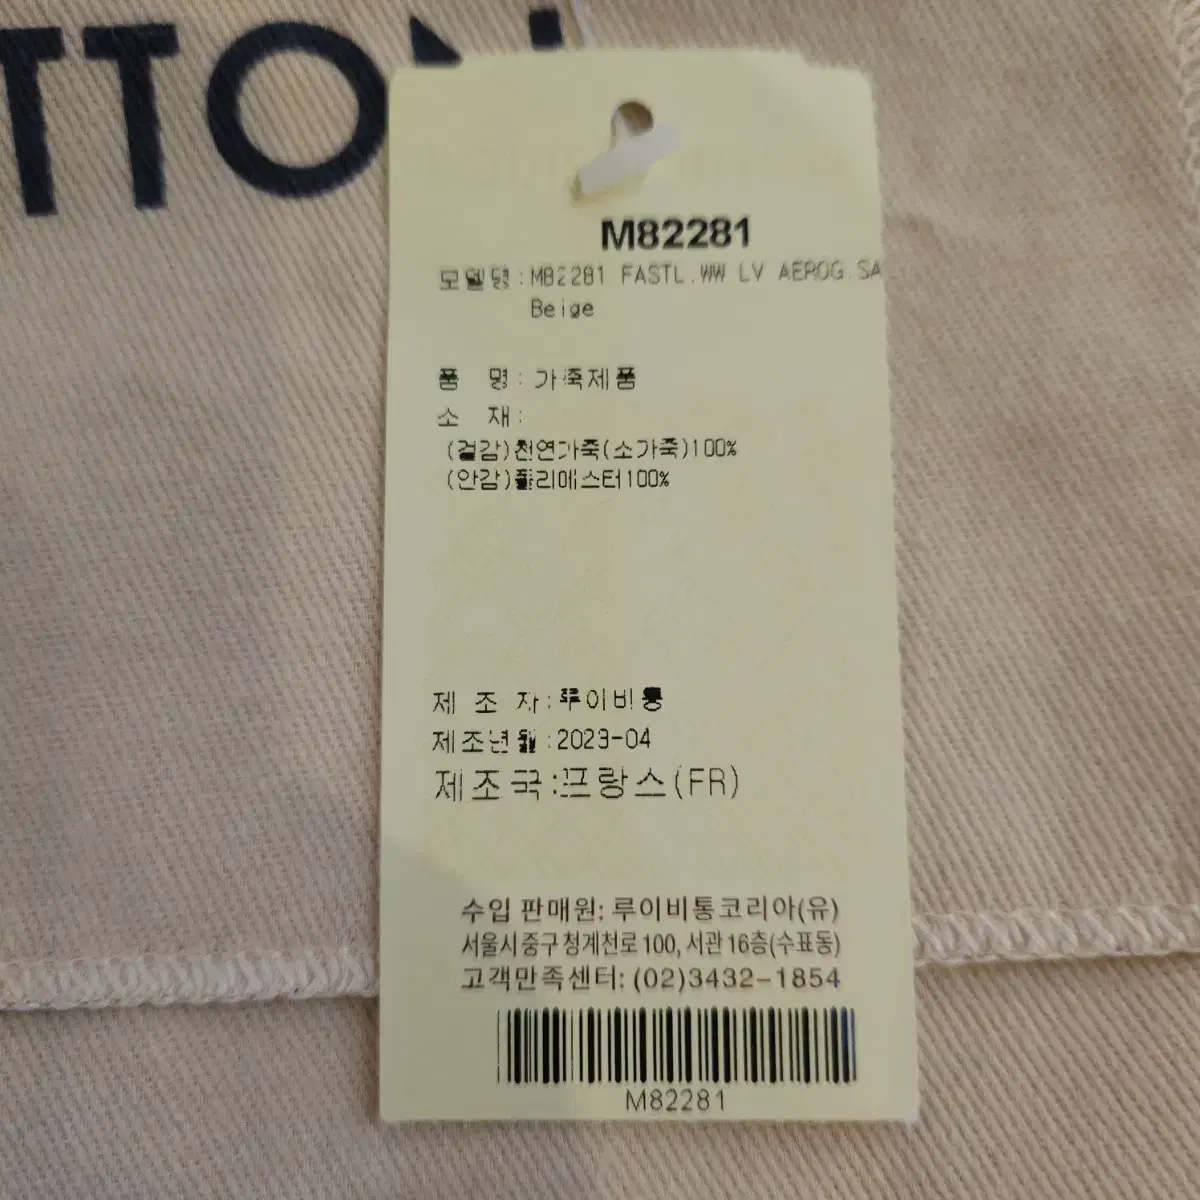 TTON
M82281
모델명:M82281 FASTL.WW LV AEROG.SA
Beige
품 명: 가죽제품
소 재:
(겉감)천연가죽(소가죽)100%
(안감)폴리에스터100%
제 조 자:루이비통
제조년월:2023-04
제조국:프랑스(FR)
수입 판매원: 루이비통코리아(유)
서울시중구청계천로100, 서관16층(수표동)
고객만족센터: (02)3432-1854
M82281